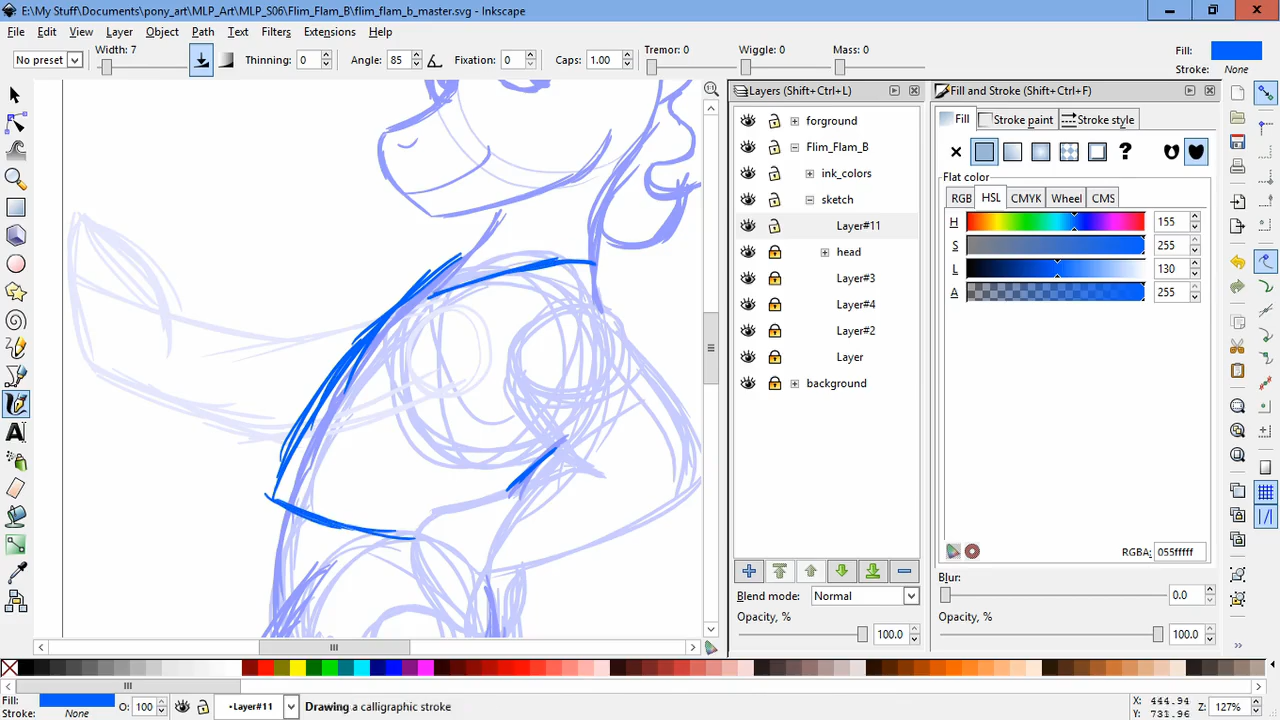 E:\My Stuff\Documents\pony_art\MLP_Art\MLP_S06\Flim_Flam_B\flim_flam_b_master.svg - Inkscape
File Edit View Layer Object Path Filters Text Extensions Help
No preset Width: 7 Thinning: 0 Angle: 85 Fixation: 0 Caps: 1.00 Tremor: 0 Wiggle: 0 Mass: 0 Fill:
Stroke: None
Layers (Shift+Ctrl+L)
forground
Flim_Flam_B
ink_colors
sketch
Layer#11
head
Layer#3
Layer#4
Layer#2
Layer
background
Blend mode: Normal
Opacity, %
100.0
Fill and Stroke (Shift+Ctrl+F)
Fill Stroke paint Stroke style
?
Flat color
RGB HSL CMYK Wheel CMS
H 155
S 255
L 130
A 255
RGBA: 055fffff
Blur:
0.0
Opacity, %
100.0
Fill: O: 100 •Layer#11 Drawing a calligraphic stroke X: 444.94 Z: 127%
Stroke: None Y: 731.96